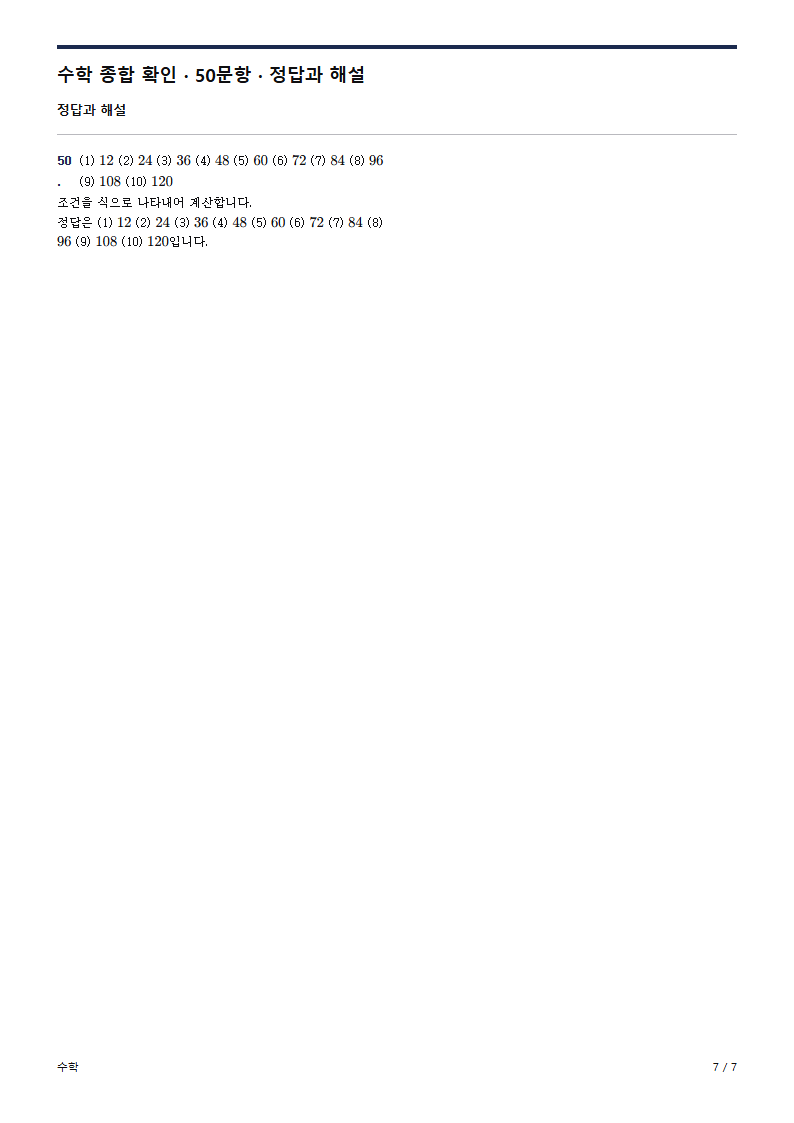 수학 종합 확인 · 50문항 · 정답과 해설
정답과 해설
50 (1) 12 (2) 24 (3) 36 (4) 48 (5) 60 (6) 72 (7) 84 (8) 96
. (9) 108 (10) 120
조건을 식으로 나타내어 계산합니다.
정답은 (1) 12 (2) 24 (3) 36 (4) 48 (5) 60 (6) 72 (7) 84 (8)
96 (9) 108 (10) 120입니다.
수학
7 / 7